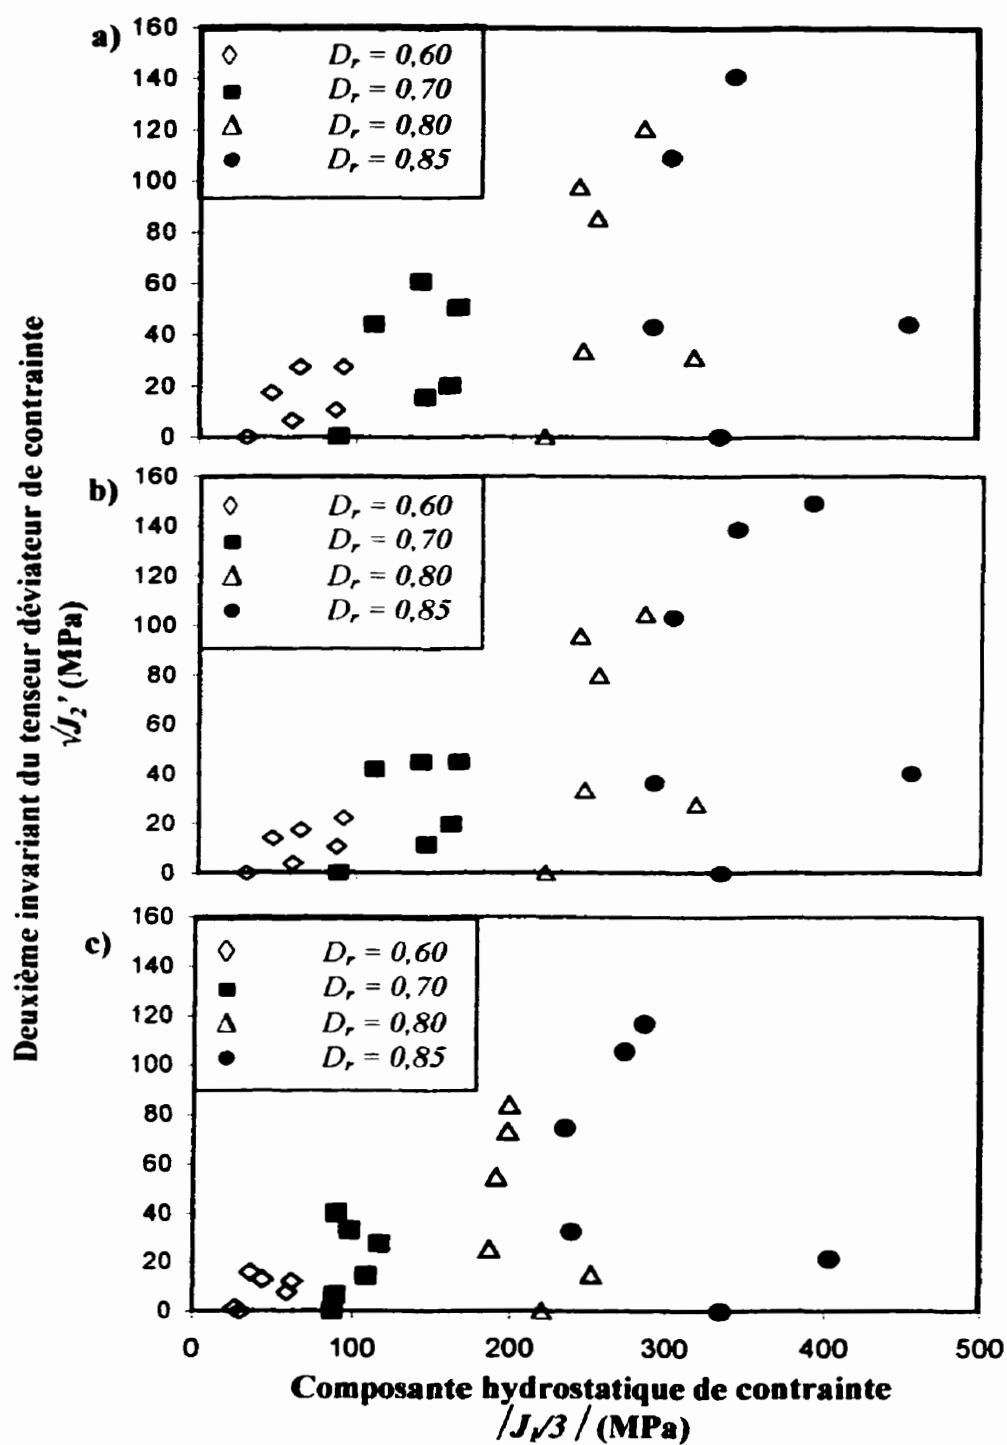 a)
160
140
120
100
80
60
40
20
0
D_r = 0,60
D_r = 0,70
D_r = 0,80
D_r = 0,85
b)
160
140
120
100
80
60
40
20
0
D_r = 0,60
D_r = 0,70
D_r = 0,80
D_r = 0,85
c)
160
140
120
100
80
60
40
20
0
D_r = 0,60
D_r = 0,70
D_r = 0,80
D_r = 0,85
0 100 200 300 400 500
Deuxième invariant du tenseur déviateur de contrainte
√J₂' (MPa)
Composante hydrostatique de contrainte
/J₁/3 / (MPa)